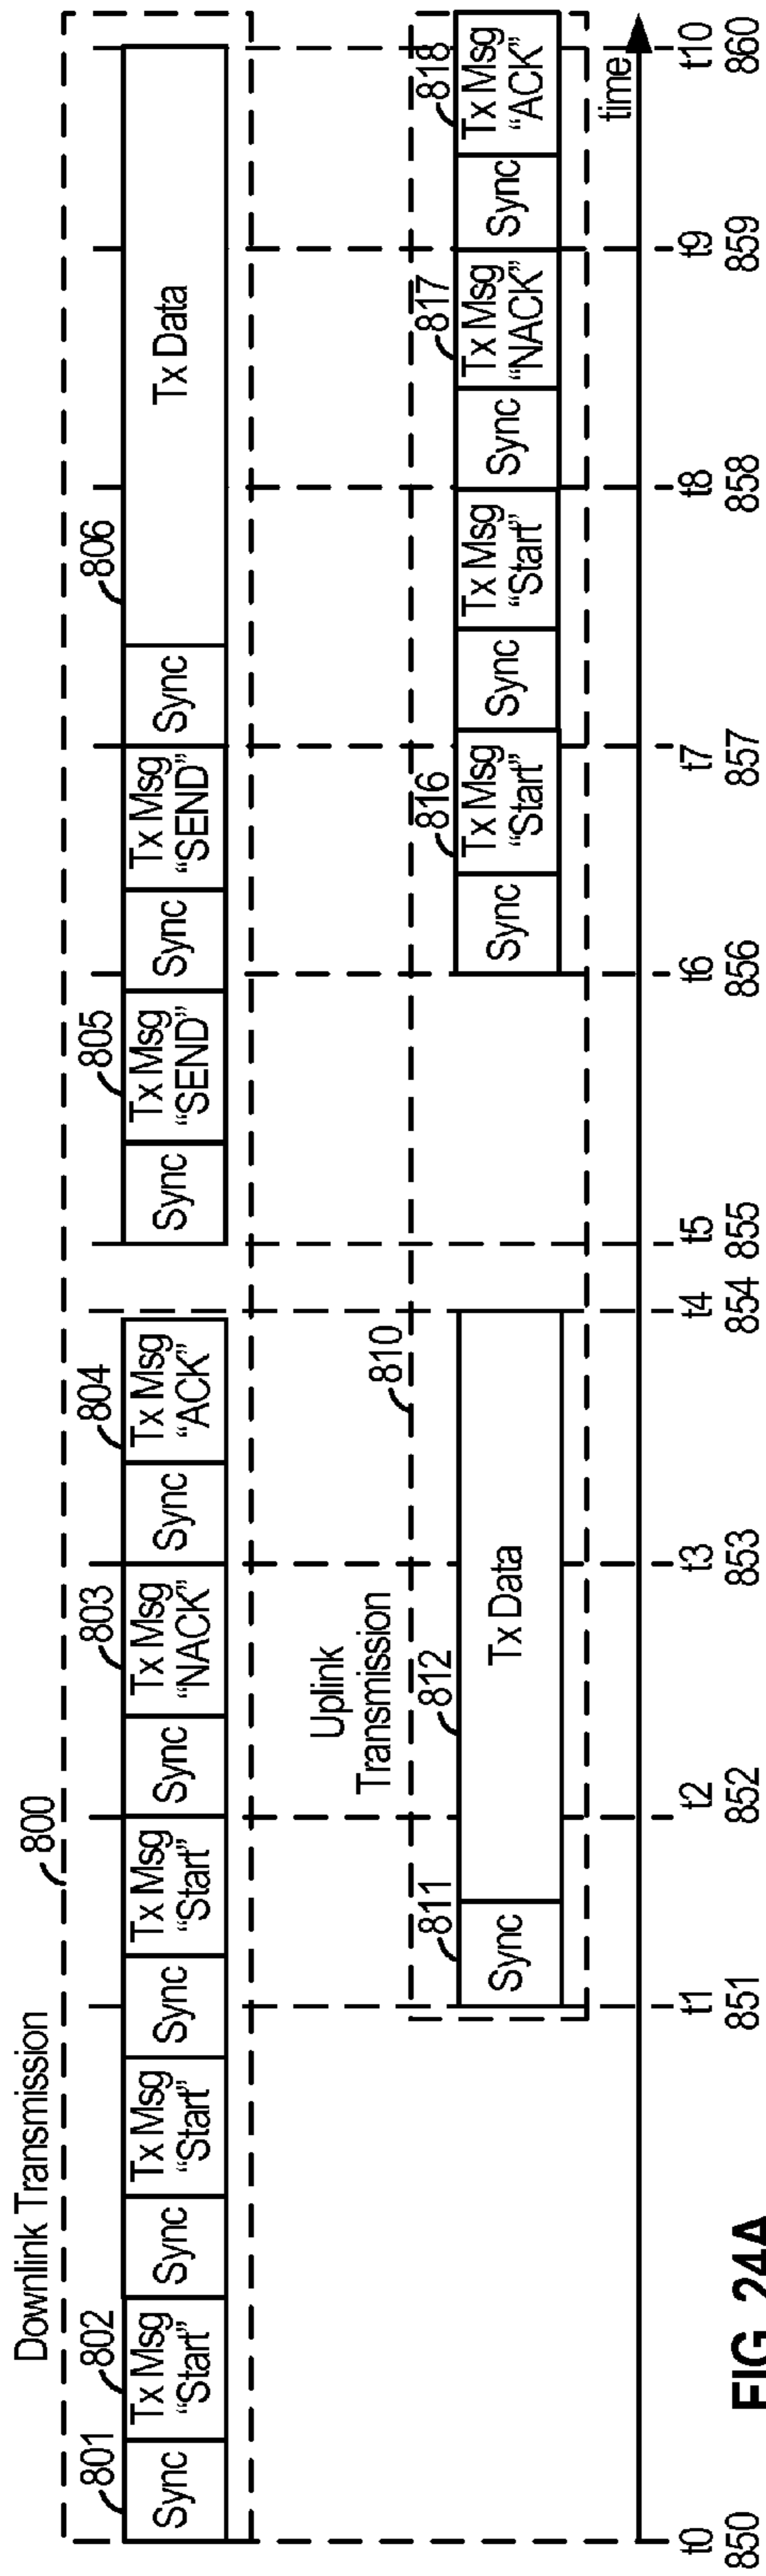 Downlink Transmission
800
801
802
803
804
805
806
Sync
Tx Msg
“Start”
Sync
Tx Msg
“Start”
Sync
Tx Msg
“Start”
Sync
Tx Msg
“NACK”
Sync
Tx Msg
“ACK”
Sync
Tx Msg
“SEND”
Sync
Tx Msg
“SEND”
Sync
Tx Data
Uplink
Transmission
810
811
812
816
817
818
Sync
Tx Data
Sync
Tx Msg
“Start”
Sync
Tx Msg
“Start”
Sync
Tx Msg
“NACK”
Sync
Tx Msg
“ACK”
time
t0
850
t1
851
t2
852
t3
853
t4
854
t5
855
t6
856
t7
857
t8
858
t9
859
t10
860
FIG. 24A